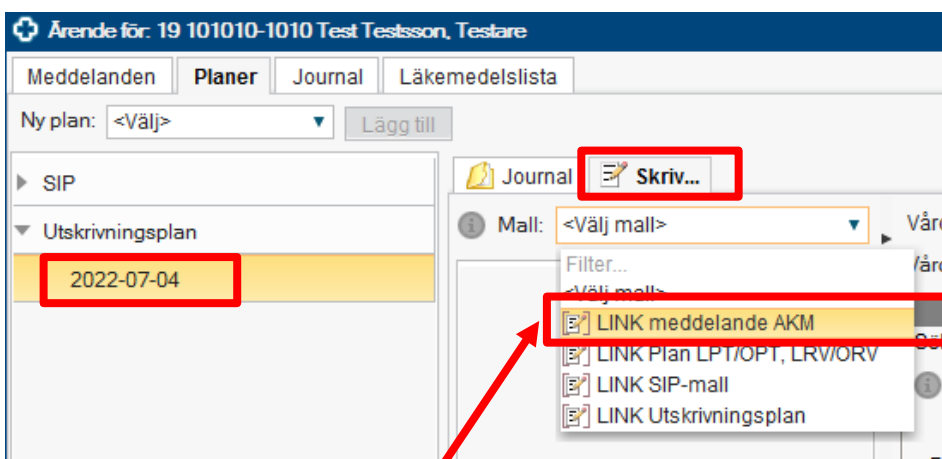 Ärende för: 19 101010-1010 Test Testsson, Testare
Meddelanden Planer Journal Läkemedelslista
Ny plan: <Välj> Lägg till
SIP
Utskrivningsplan
2022-07-04
Journal Skriv...
Mall: <Välj mall>
Filter...
<Välj mall>
LINK meddelande AKM
LINK Plan LPT/OPT, LRV/ORV
LINK SIP-mall
LINK Utskrivningsplan